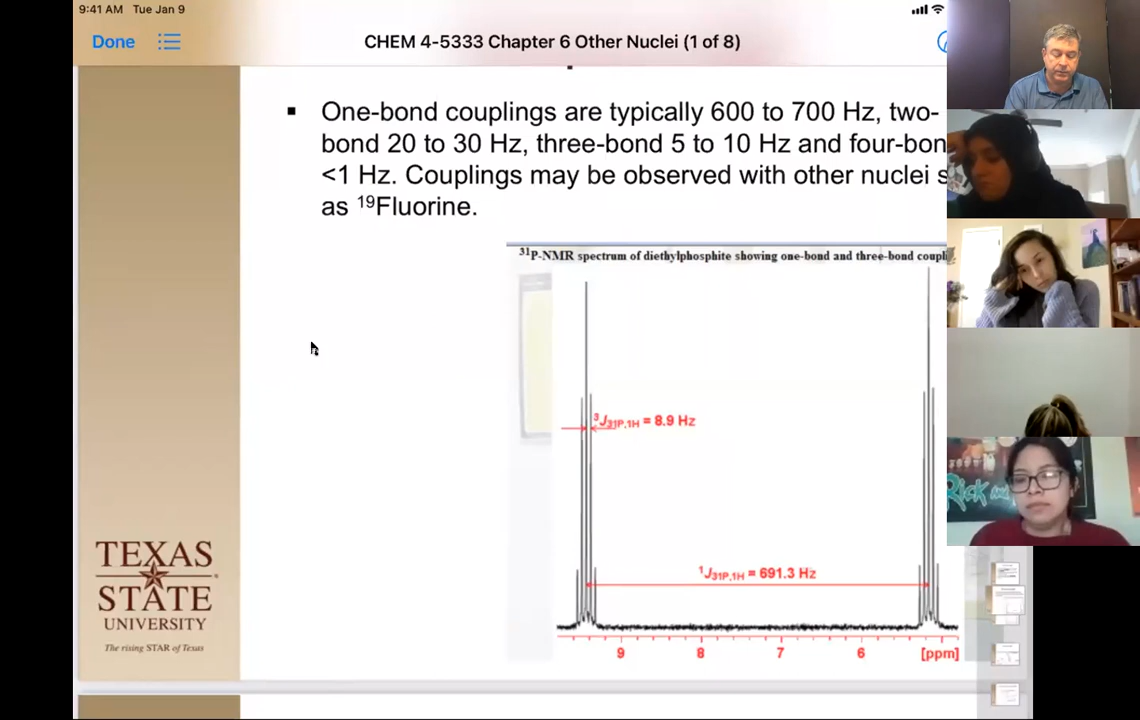 9:41 AM Tue Jan 9
Done
CHEM 4-5333 Chapter 6 Other Nuclei (1 of 8)
▪ One-bond couplings are typically 600 to 700 Hz, two-
bond 20 to 30 Hz, three-bond 5 to 10 Hz and four-bon
<1 Hz. Couplings may be observed with other nuclei s
as ¹⁹Fluorine.
³¹P-NMR spectrum of diethylphosphite showing one-bond and three-bond coupli
³J31P,1H = 8.9 Hz
¹J31P,1H = 691.3 Hz
9 8 7 6 [ppm]
TEXAS
STATE
UNIVERSITY
The rising STAR of Texas
Rick and